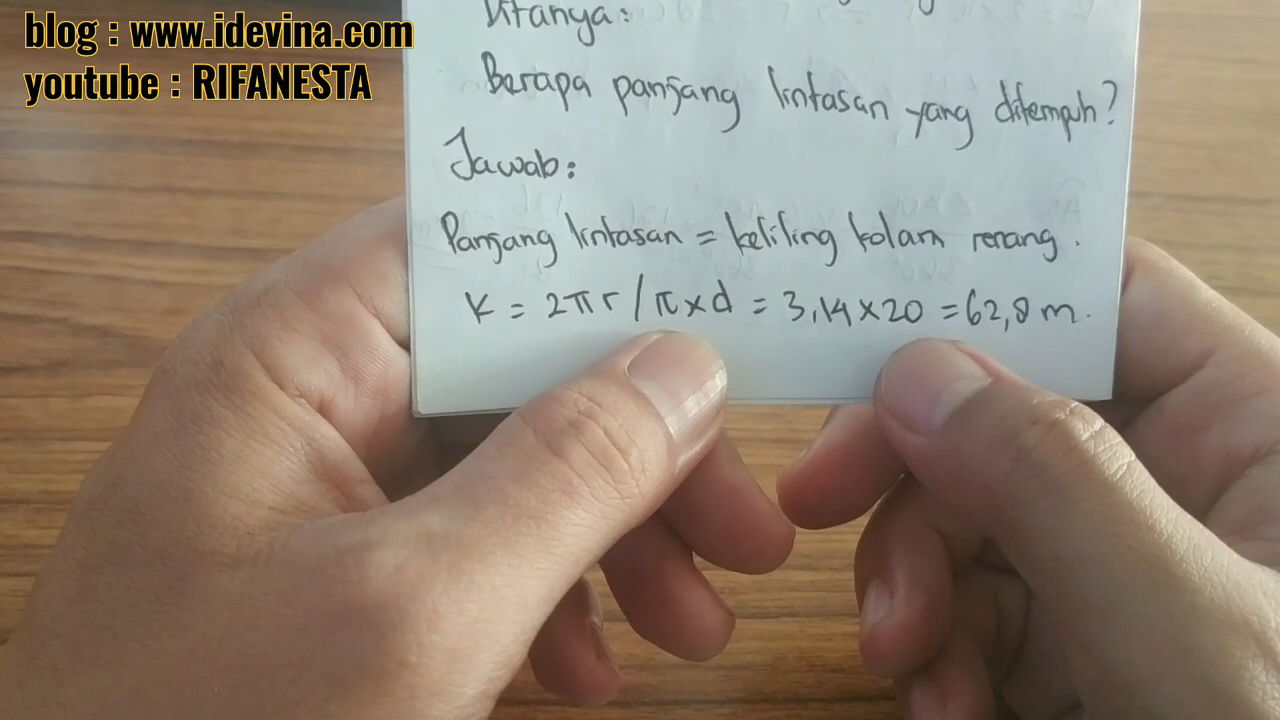 blog : www.idevina.com
youtube : RIFANESTA
Ditanya:
Berapa panjang lintasan yang ditempuh?
Jawab:
Panjang lintasan = keliling kolam renang.
K = 2πr/π×d = 3,14×20 = 62,8 m.